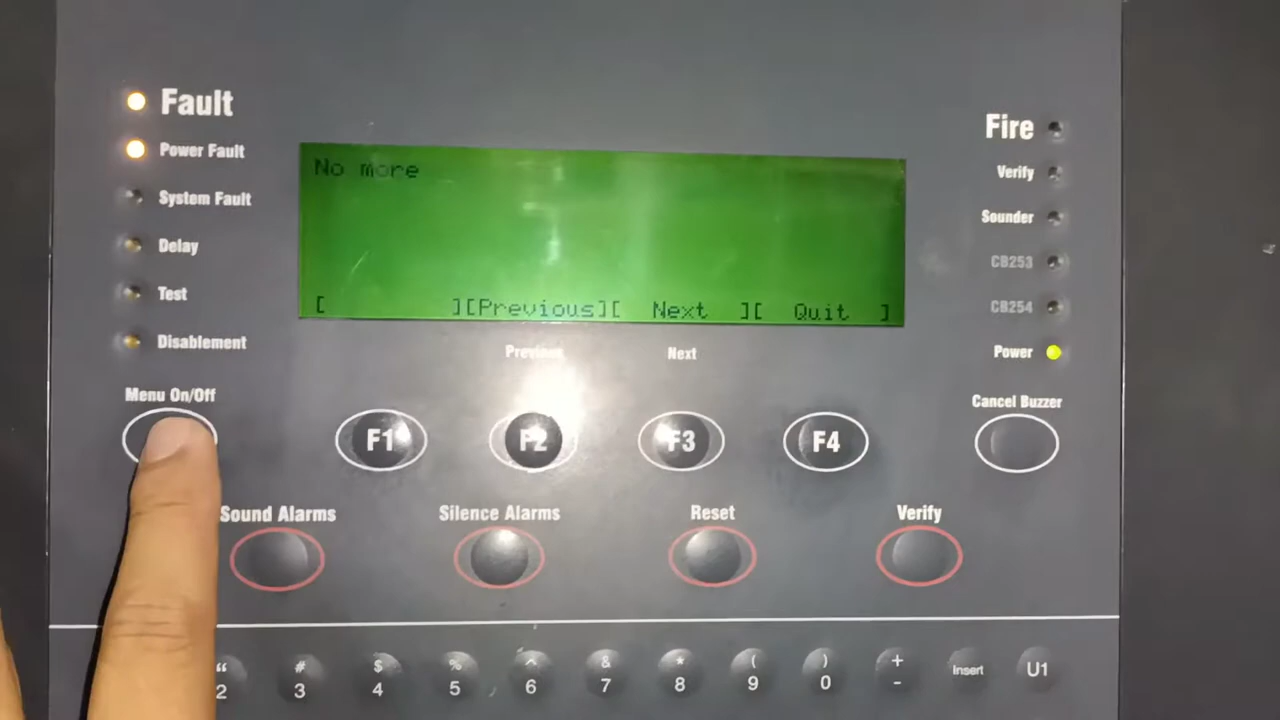 Fault
Power Fault
System Fault
Delay
Test
Disablement
Menu On/Off
No more
[ ][Previous][ Next ][ Quit ]
Previous
Next
Fire
Verify
Sounder
CB253
CB254
Power
Cancel Buzzer
F1
F2
F3
F4
Sound Alarms
Silence Alarms
Reset
Verify
“ # $ % ^ & * ( ) +
2 3 4 5 6 7 8 9 0 - Insert U1